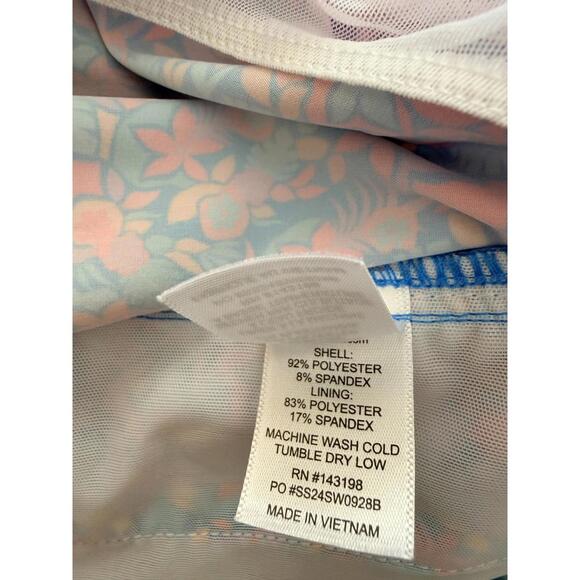 SHELL:
92% POLYESTER
8% SPANDEX
LINING:
83% POLYESTER
17% SPANDEX
MACHINE WASH COLD
TUMBLE DRY LOW
RN #143198
PO #SS24SW0928B
MADE IN VIETNAM